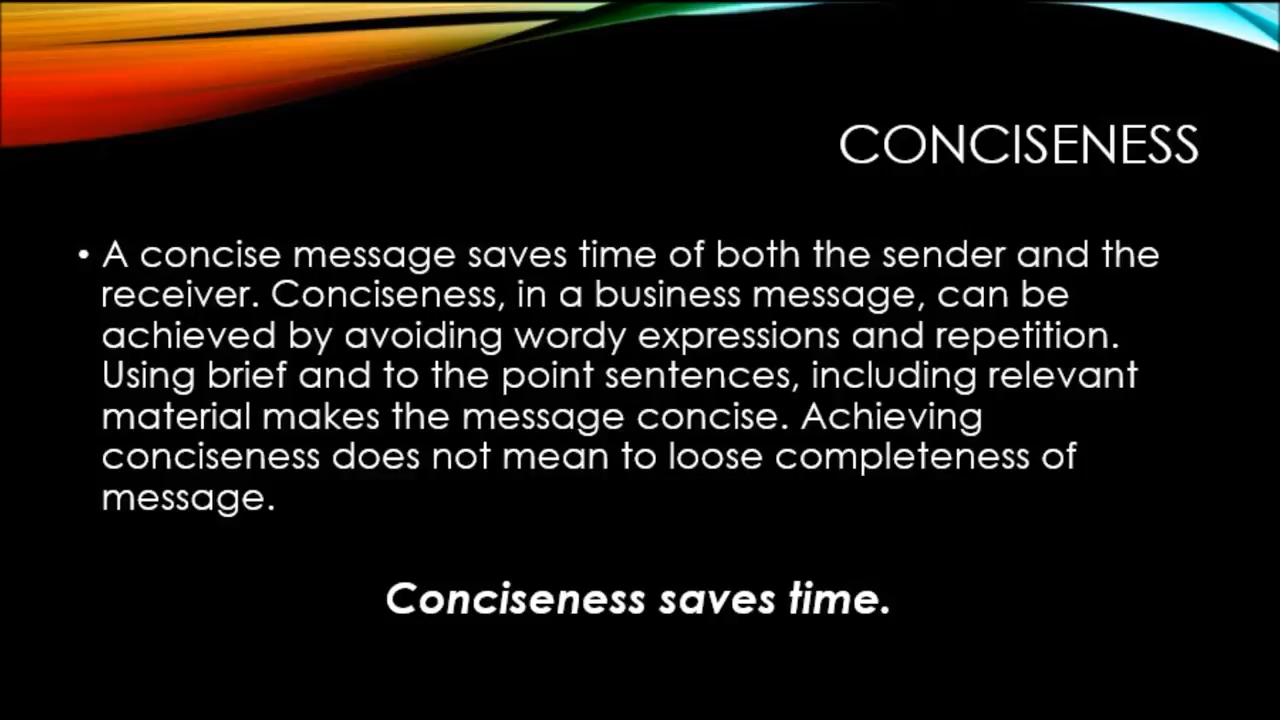 CONCISENESS
• A concise message saves time of both the sender and the
receiver. Conciseness, in a business message, can be
achieved by avoiding wordy expressions and repetition.
Using brief and to the point sentences, including relevant
material makes the message concise. Achieving
conciseness does not mean to loose completeness of
message.
Conciseness saves time.